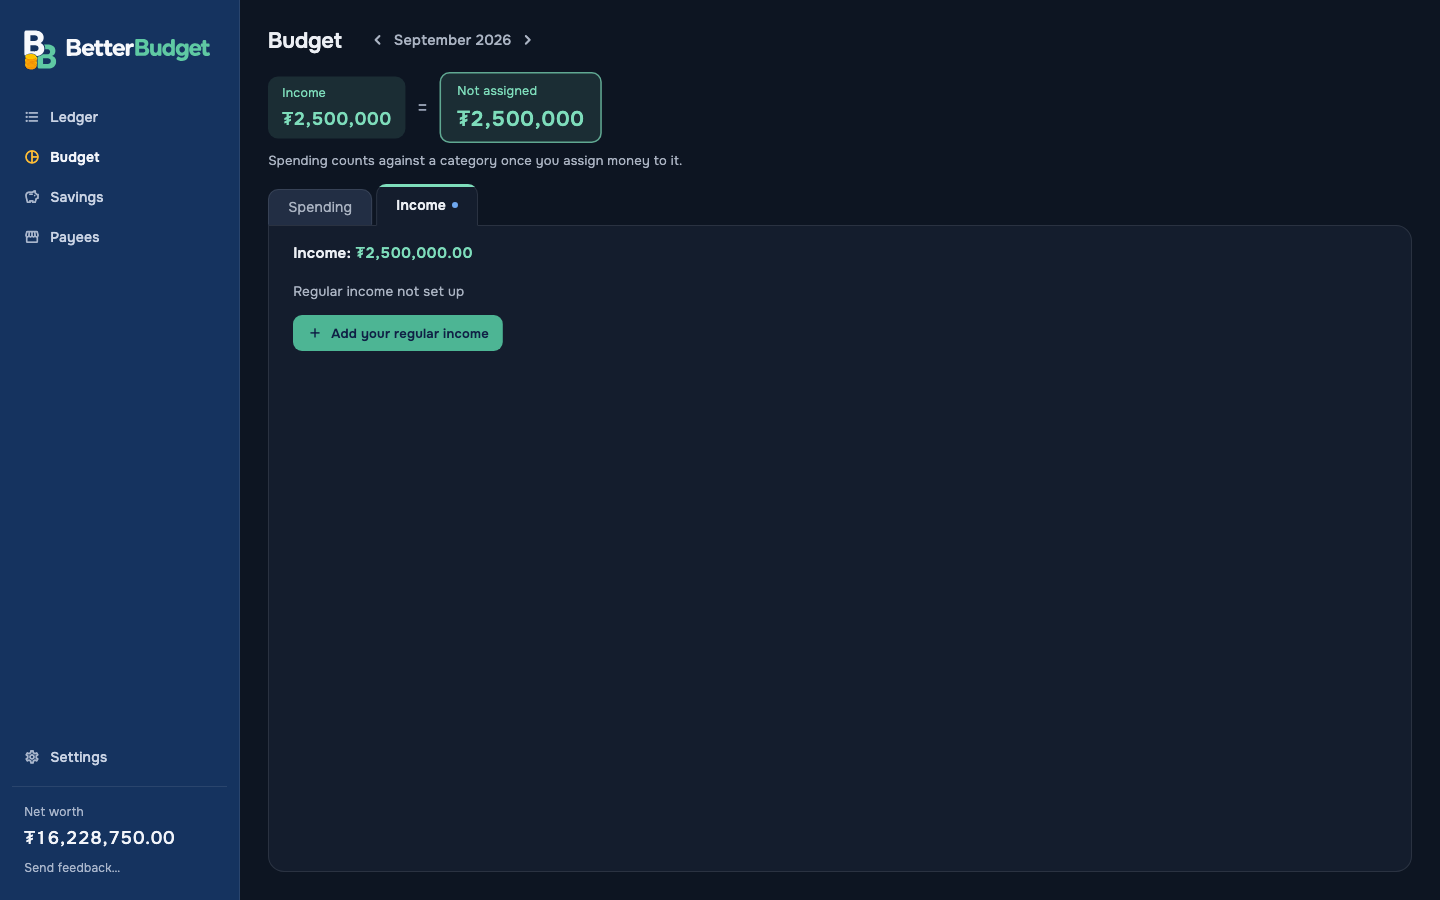 BetterBudget
Ledger
Budget
Savings
Payees
Settings
Net worth
₮16,228,750.00
Send feedback...
Budget
September 2026
Income
₮2,500,000
=
Not assigned
₮2,500,000
Spending counts against a category once you assign money to it.
Spending
Income
Income: ₮2,500,000.00
Regular income not set up
+ Add your regular income